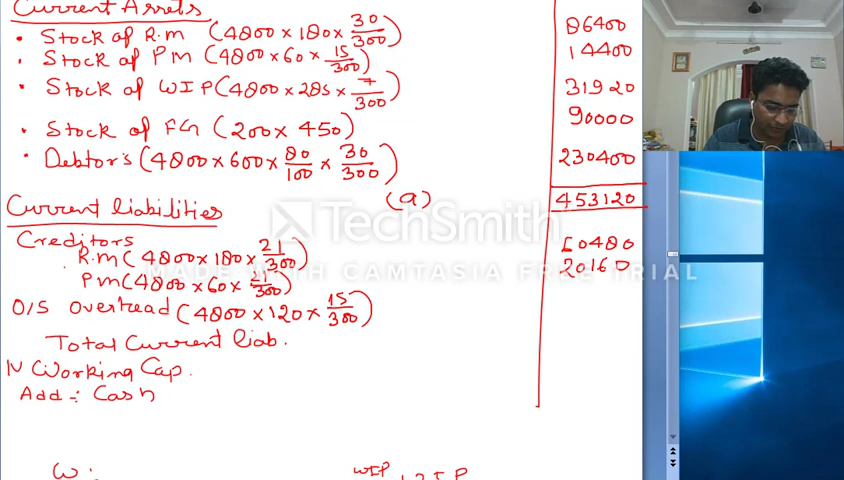 Current Assets
• Stock of R.m (4800 × 180 × 30/300) 86400
• Stock of PM (4800 × 60 × 15/300) 14400
• Stock of WIP (4800 × 285 × 7/300) 31920
• Stock of FG (200 × 450) 90000
• Debtor's (4800 × 600 × 80/100 × 30/300) 230400
(a) 453120
Current liabilities
Creditors
R.M (4800 × 180 × 21/300) 60480
PM (4800 × 60 × 21/300) 20160
O/S Overhead (4800 × 120 × 15/300)
Total Current liab.
N Working Cap.
Add -: Cash
TechSmith
MADE WITH CAMTASIA FREE TRIAL
WIP